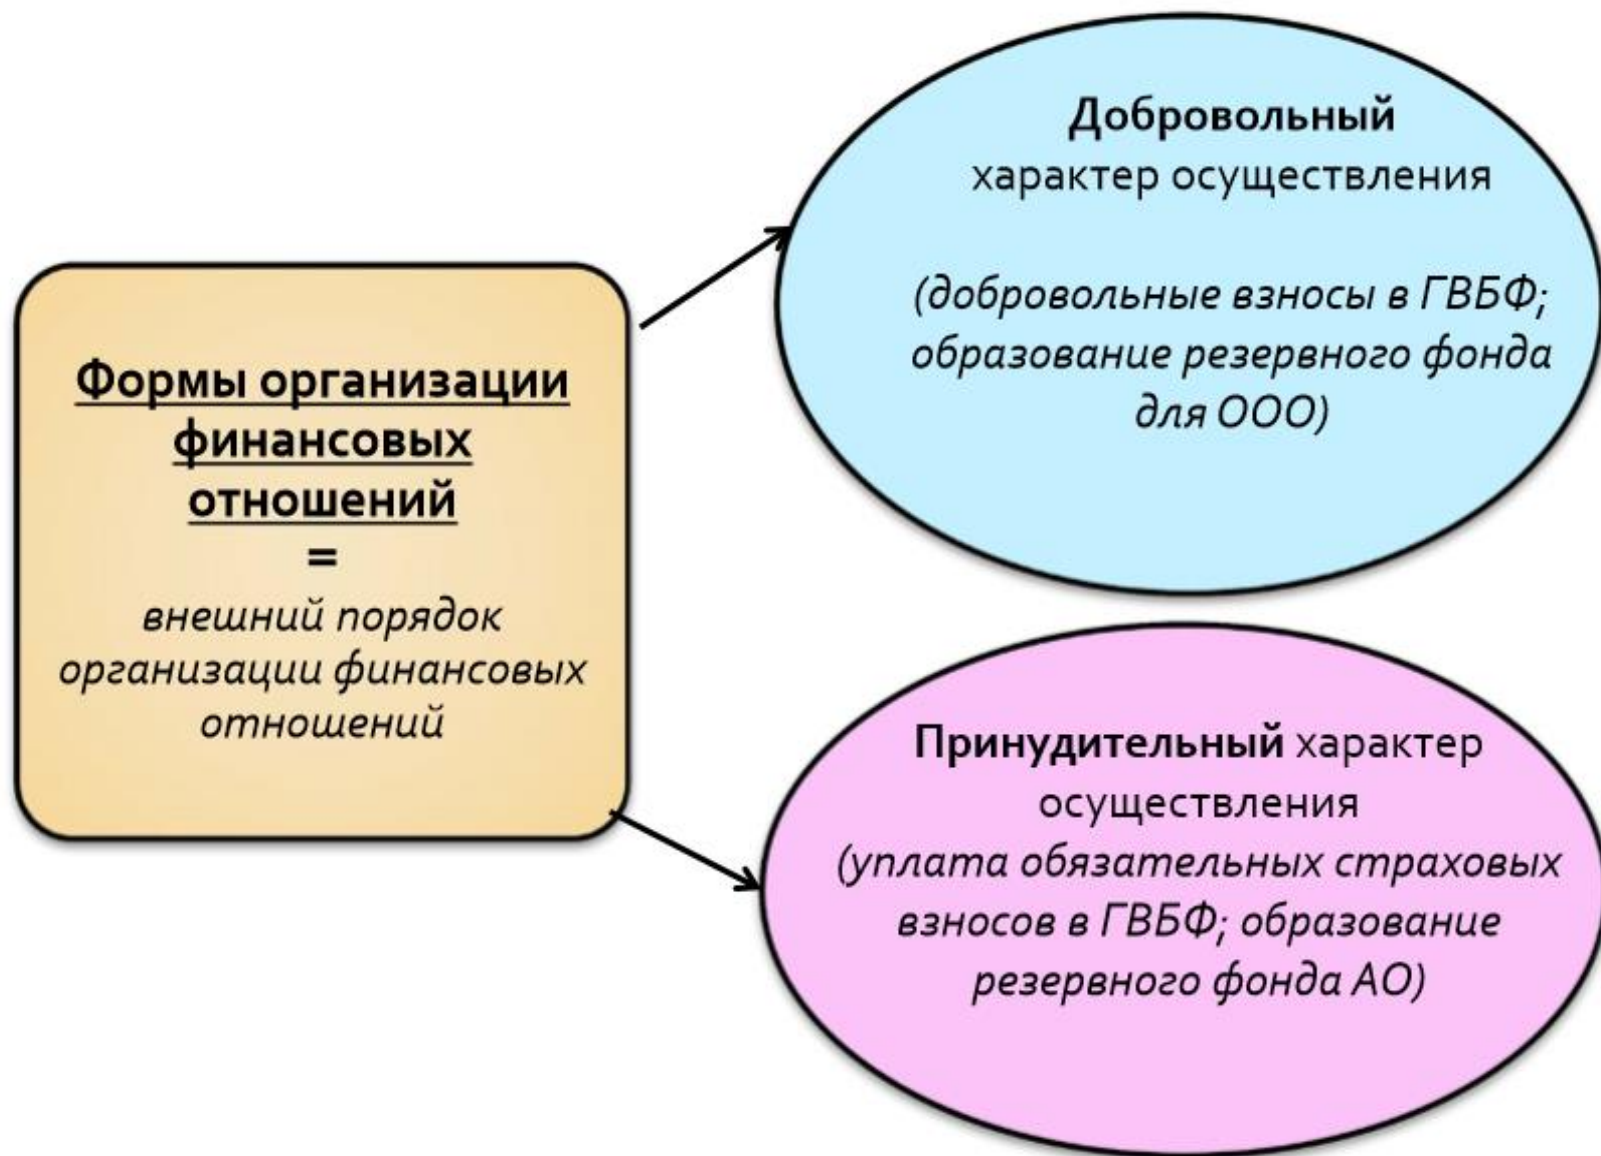 Формы организации
финансовых
отношений
=
внешний порядок
организации финансовых
отношений
Добровольный
характер осуществления
(добровольные взносы в ГВБФ;
образование резервного фонда
для ООО)
Принудительный характер
осуществления
(уплата обязательных страховых
взносов в ГВБФ; образование
резервного фонда АО)